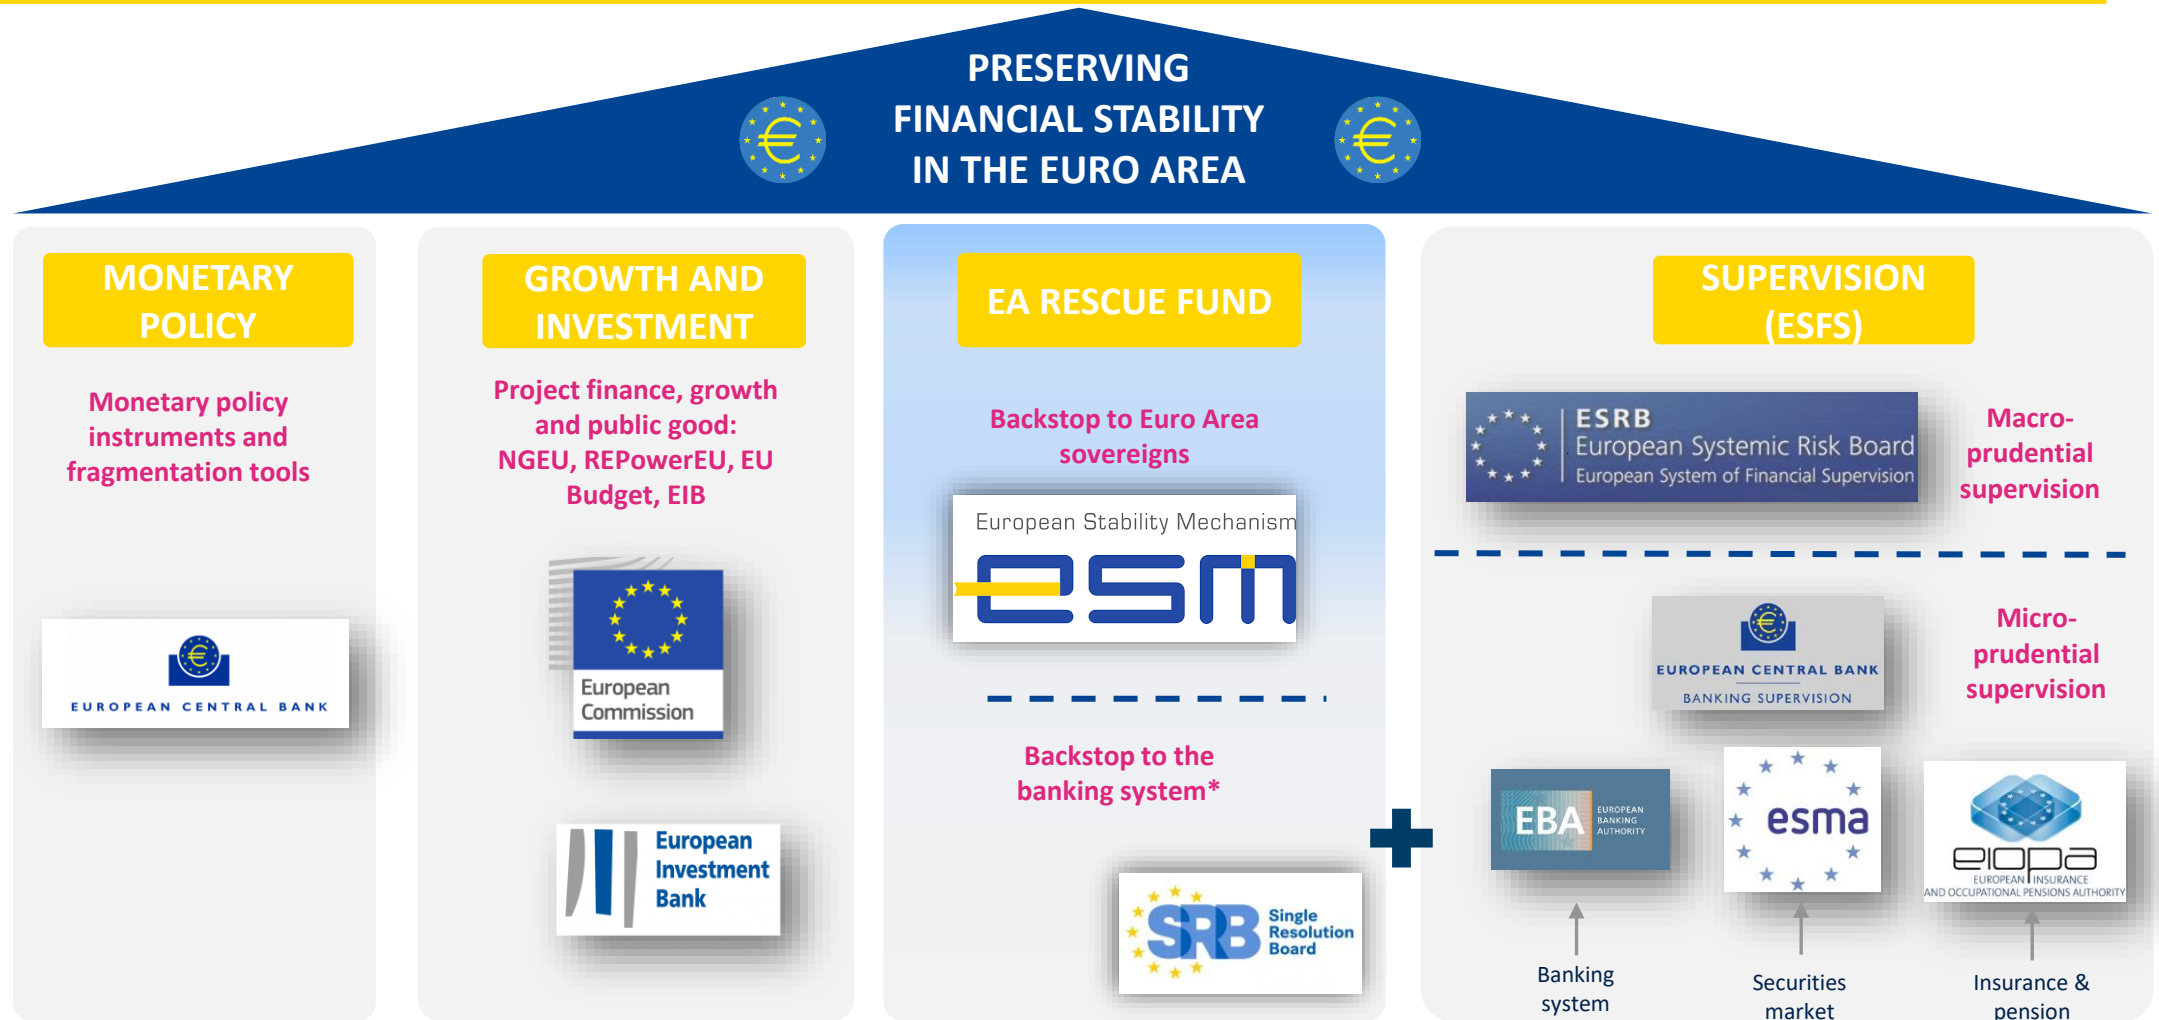 PRESERVING
FINANCIAL STABILITY
IN THE EURO AREA
MONETARY
POLICY
Monetary policy
instruments and
fragmentation tools
EUROPEAN CENTRAL BANK
GROWTH AND
INVESTMENT
Project finance, growth
and public good:
NGEU, REPowerEU, EU
Budget, EIB
European
Commission
European
Investment
Bank
EA RESCUE FUND
Backstop to Euro Area
sovereigns
European Stability Mechanism
esm
Backstop to the
banking system*
SRB
Single
Resolution
Board
SUPERVISION
(ESFS)
ESRB
European Systemic Risk Board
European System of Financial Supervision
Macro-
prudential
supervision
EUROPEAN CENTRAL BANK
BANKING SUPERVISION
Micro-
prudential
supervision
EBA
EUROPEAN
BANKING
AUTHORITY
esma
eiopa
EUROPEAN INSURANCE
AND OCCUPATIONAL PENSIONS AUTHORITY
Banking
system
Securities
market
Insurance &
pension